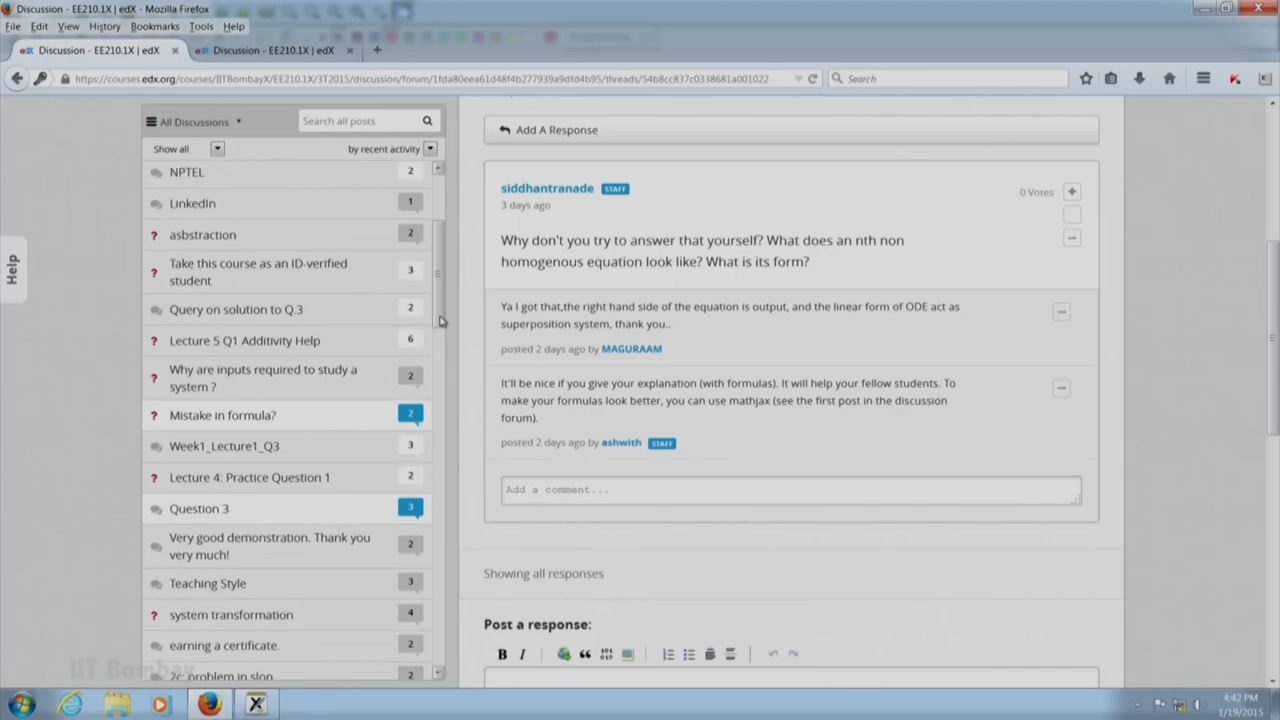 Discussion - EE210.1X | edX - Mozilla Firefox
File Edit View History Bookmarks Tools Help
Discussion - EE210.1X | edX
Discussion - EE210.1X | edX
https://courses.edx.org/courses/IITBombayX/EE210.1X/3T2015/discussion/forum/1fda80eea61d48f4b277939a9dfd4b95/threads/54b8cc837c0338681a001022
Search
All Discussions
Search all posts
Show all
by recent activity
NPTEL 2
LinkedIn 1
? asbstraction 2
? Take this course as an ID-verified
student 3
Query on solution to Q.3 2
? Lecture 5 Q1 Additivity Help 6
? Why are inputs required to study a
system ? 2
? Mistake in formula? 2
Week1_Lecture1_Q3 3
? Lecture 4: Practice Question 1 2
Question 3 3
Very good demonstration. Thank you
very much! 2
Teaching Style 3
? system transformation 4
earning a certificate. 2
2
Help
Add A Response
siddhantranade STAFF
3 days ago
0 Votes
Why don't you try to answer that yourself? What does an nth non
homogenous equation look like? What is its form?
Ya I got that,the right hand side of the equation is output, and the linear form of ODE act as
superposition system, thank you..
posted 2 days ago by MAGURAAM
It'll be nice if you give your explanation (with formulas). It will help your fellow students. To
make your formulas look better, you can use mathjax (see the first post in the discussion
forum).
posted 2 days ago by ashwith STAFF
Add a comment...
Showing all responses
Post a response:
B I
IIT Bombay
4:42 PM
1/19/2015